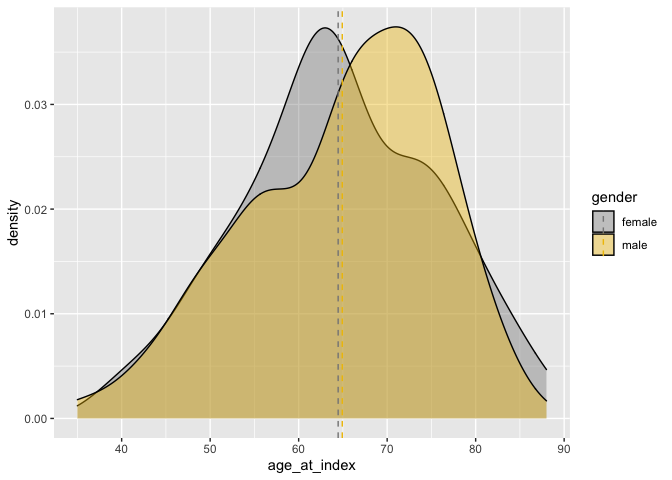 0.03
0.02
0.01
0.00
density
40 50 60 70 80 90
age_at_index
gender
female
male